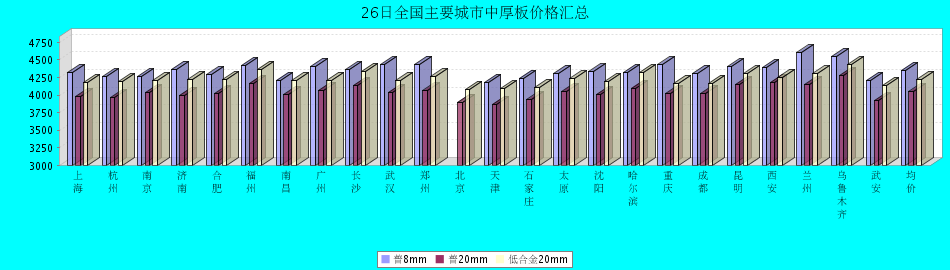 26日全国主要城市中厚板价格汇总
4750
4500
4250
4000
3750
3500
3250
3000
上海
杭州
南京
济南
合肥
福州
南昌
广州
长沙
武汉
郑州
北京
天津
石家庄
太原
沈阳
哈尔滨
重庆
成都
昆明
西安
兰州
乌鲁木齐
武安
均价
普8mm 普20mm 低合金20mm